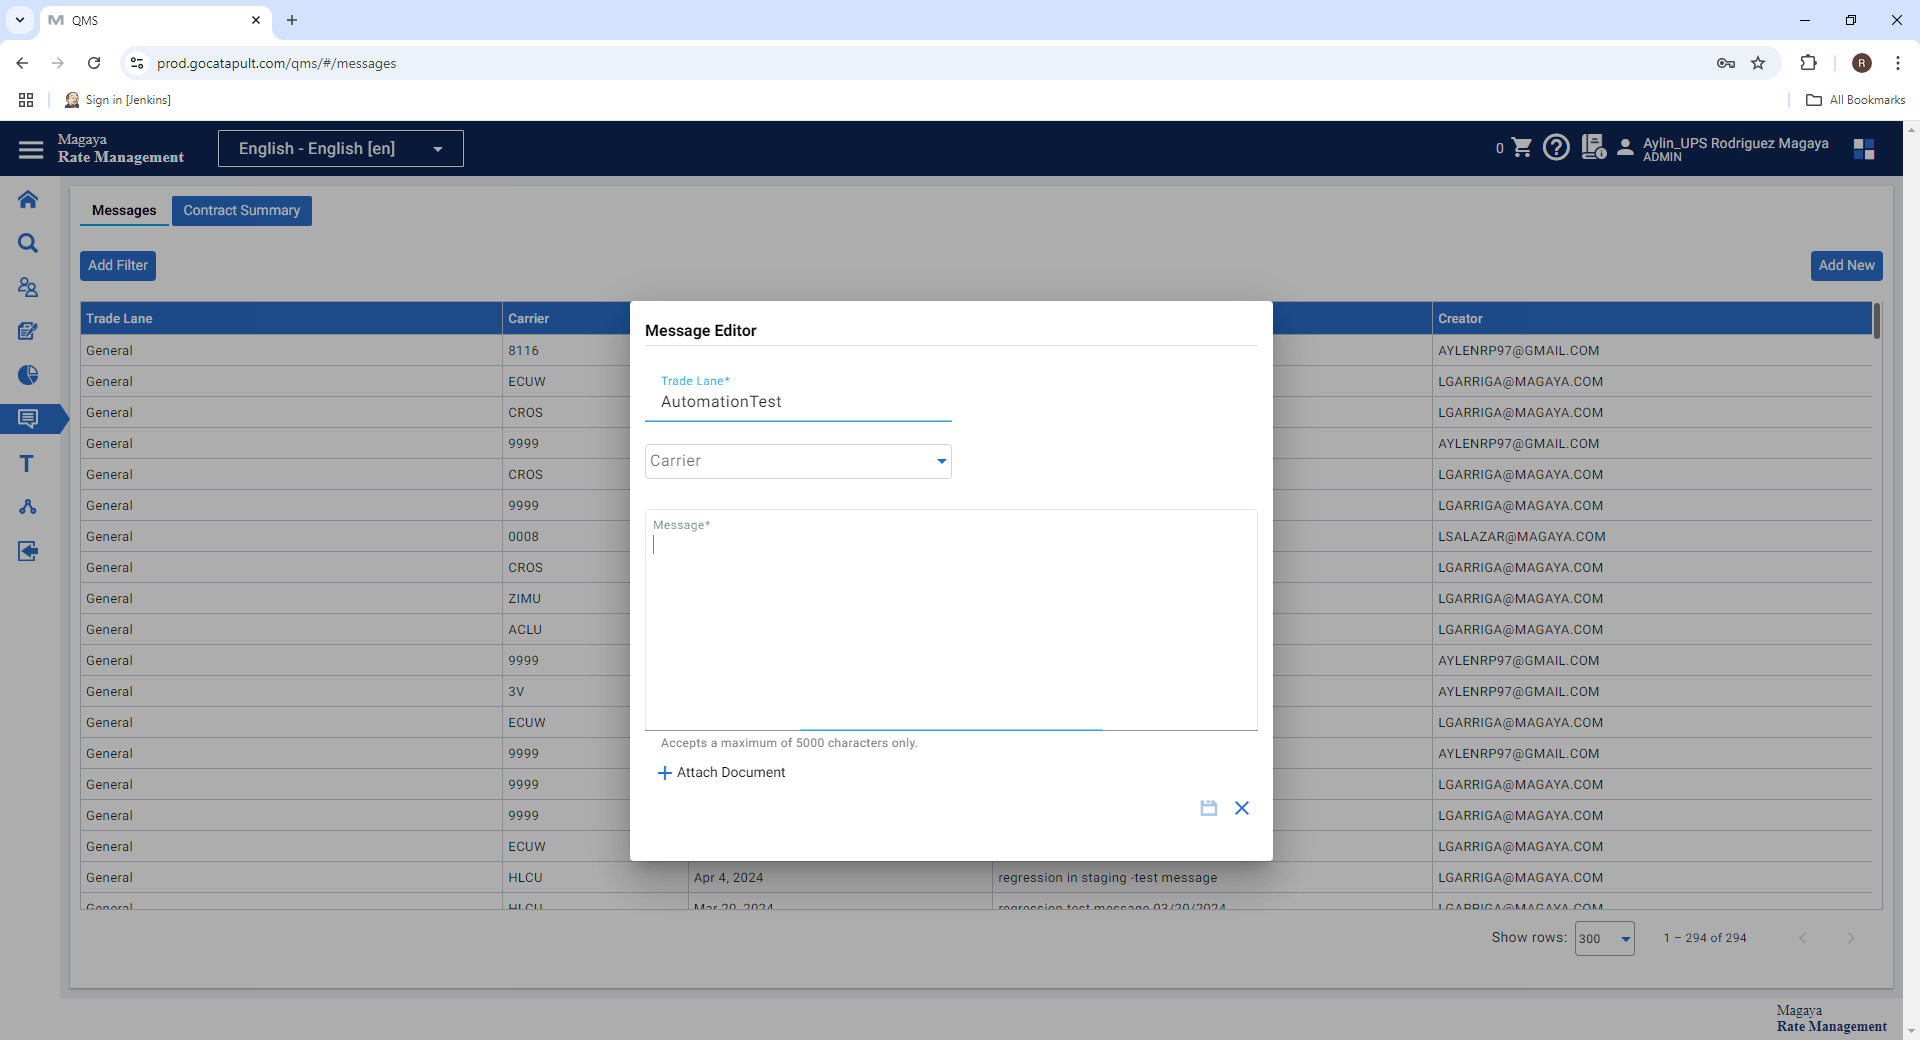 QMS
prod.gocatapult.com/qms/#/messages
R
Sign in [Jenkins]
All Bookmarks
Magaya
Rate Management
English - English [en]
0
Aylin_UPS Rodriguez Magaya
ADMIN
Messages
Contract Summary
Add Filter
Add New
Trade Lane
Carrier
Creator
General 8116 AYLENRP97@GMAIL.COM
General ECUW LGARRIGA@MAGAYA.COM
General CROS LGARRIGA@MAGAYA.COM
General 9999 AYLENRP97@GMAIL.COM
General CROS LGARRIGA@MAGAYA.COM
General 9999 LGARRIGA@MAGAYA.COM
General 0008 LSALAZAR@MAGAYA.COM
General CROS LGARRIGA@MAGAYA.COM
General ZIMU LGARRIGA@MAGAYA.COM
General ACLU LGARRIGA@MAGAYA.COM
General 9999 AYLENRP97@GMAIL.COM
General 3V AYLENRP97@GMAIL.COM
General ECUW LGARRIGA@MAGAYA.COM
General 9999 AYLENRP97@GMAIL.COM
General 9999 LGARRIGA@MAGAYA.COM
General 9999 LGARRIGA@MAGAYA.COM
General ECUW LGARRIGA@MAGAYA.COM
General HLCU Apr 4, 2024 regression in staging -test message LGARRIGA@MAGAYA.COM
General HLCU Mar 20, 2024 regression test message 03/20/2024 LGARRIGA@MAGAYA.COM
Message Editor
Trade Lane*
AutomationTest
Carrier
Message*
Accepts a maximum of 5000 characters only.
Attach Document
Show rows: 300 1 – 294 of 294
Magaya
Rate Management